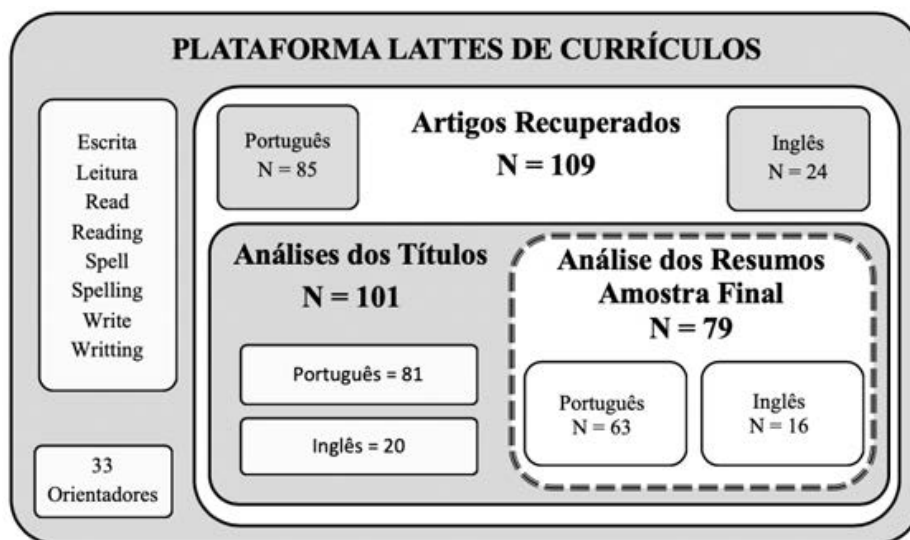 PLATAFORMA LATTES DE CURRÍCULOS
Escrita
Leitura
Read
Reading
Spell
Spelling
Write
Writting
33
Orientadores
Português
N = 85
Artigos Recuperados
N = 109
Inglês
N = 24
Análises dos Títulos
N = 101
Português = 81
Inglês = 20
Análise dos Resumos
Amostra Final
N = 79
Português
N = 63
Inglês
N = 16